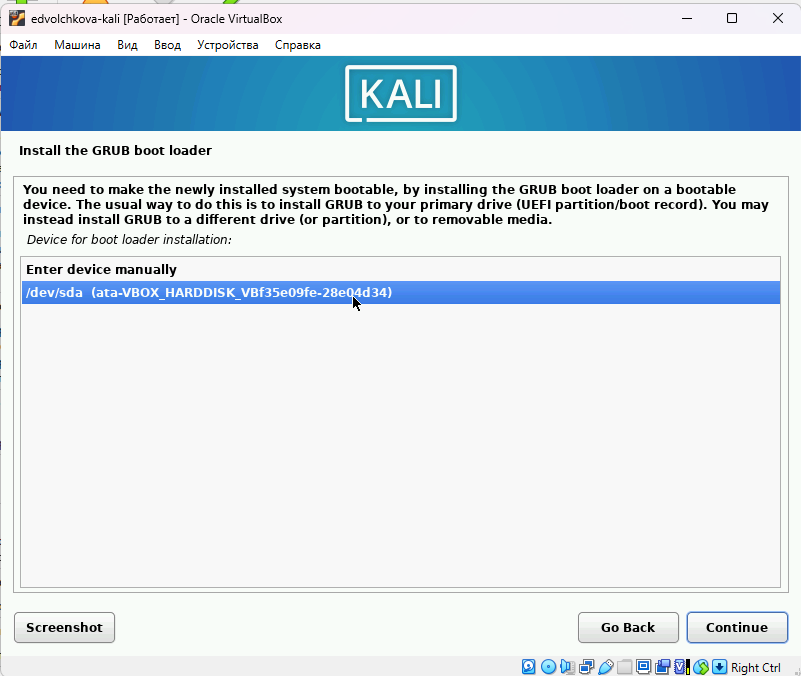 edvolchkova-kali [Работает] - Oracle VirtualBox
Файл Машина Вид Ввод Устройства Справка
KALI
Install the GRUB boot loader
You need to make the newly installed system bootable, by installing the GRUB boot loader on a bootable
device. The usual way to do this is to install GRUB to your primary drive (UEFI partition/boot record). You may
instead install GRUB to a different drive (or partition), or to removable media.
Device for boot loader installation:
Enter device manually
/dev/sda (ata-VBOX_HARDDISK_VBf35e09fe-28e04d34)
Screenshot Go Back Continue
Right Ctrl